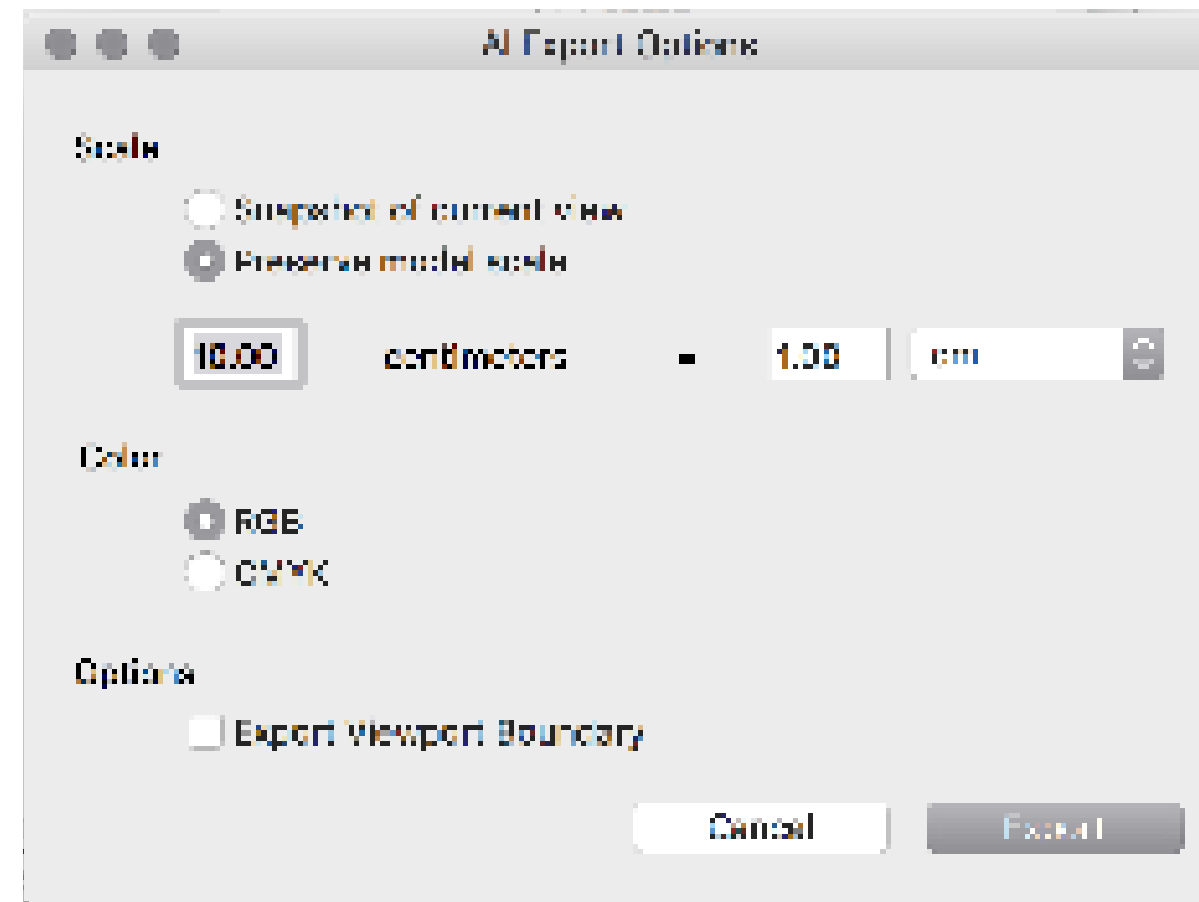 AI Export Options
Scale
Snapshot of current view
Preserve model scale
10.00 centimeters = 1.00 cm
Color
RGB
CMYK
Options
Export Viewport Boundary
Cancel Export